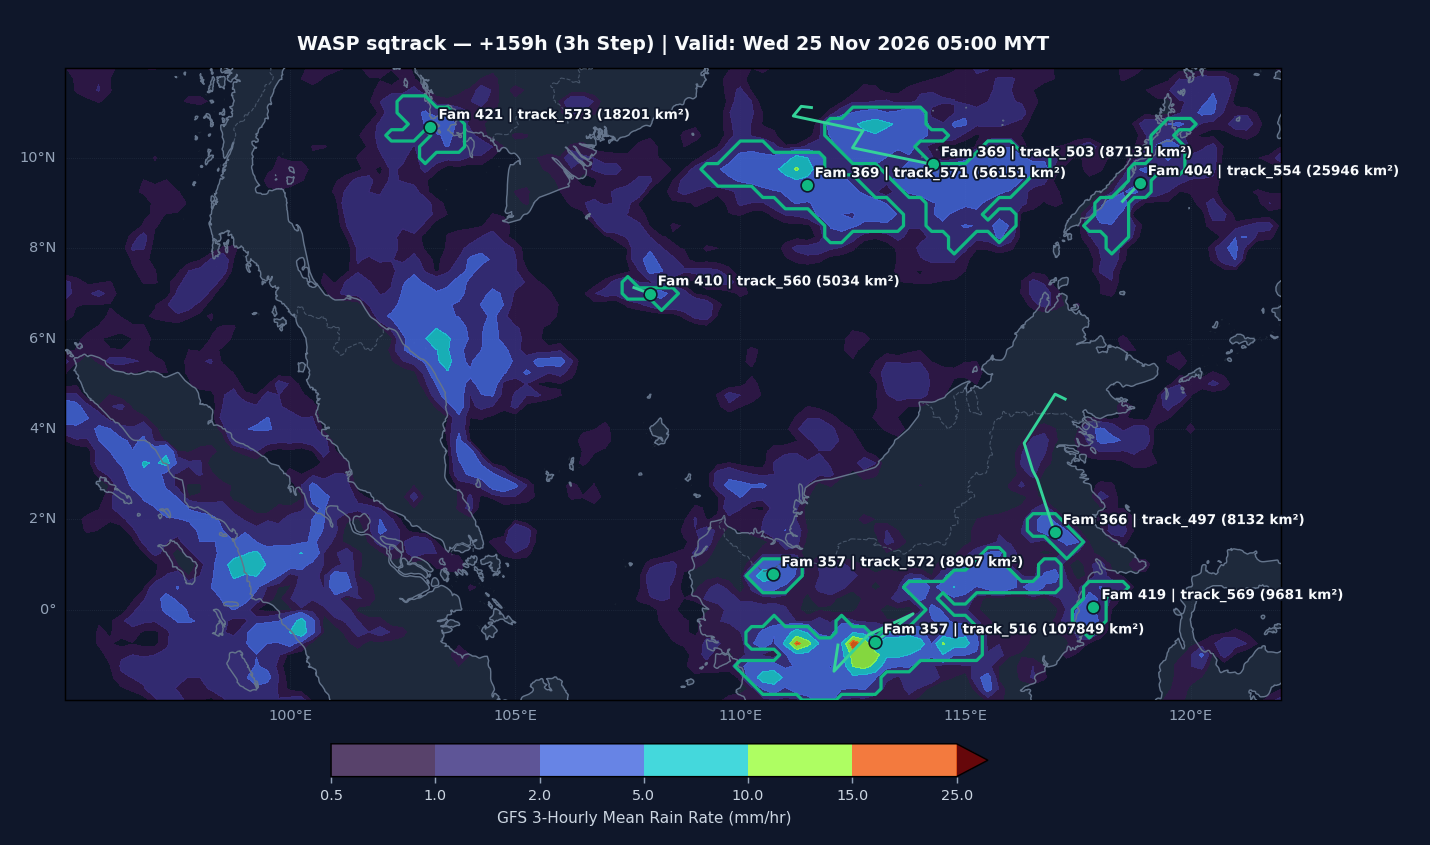 WASP sqtrack — +159h (3h Step) | Valid: Wed 25 Nov 2026 05:00 MYT
Fam 421 | track_573 (18201 km²)
Fam 369 | track_503 (87131 km²)
Fam 369 | track_571 (56151 km²)
Fam 404 | track_554 (25946 km²)
Fam 410 | track_560 (5034 km²)
Fam 366 | track_497 (8132 km²)
Fam 357 | track_572 (8907 km²)
Fam 419 | track_569 (9681 km²)
Fam 357 | track_516 (107849 km²)
10°N
8°N
6°N
4°N
2°N
0°
100°E 105°E 110°E 115°E 120°E
0.5 1.0 2.0 5.0 10.0 15.0 25.0
GFS 3-Hourly Mean Rain Rate (mm/hr)